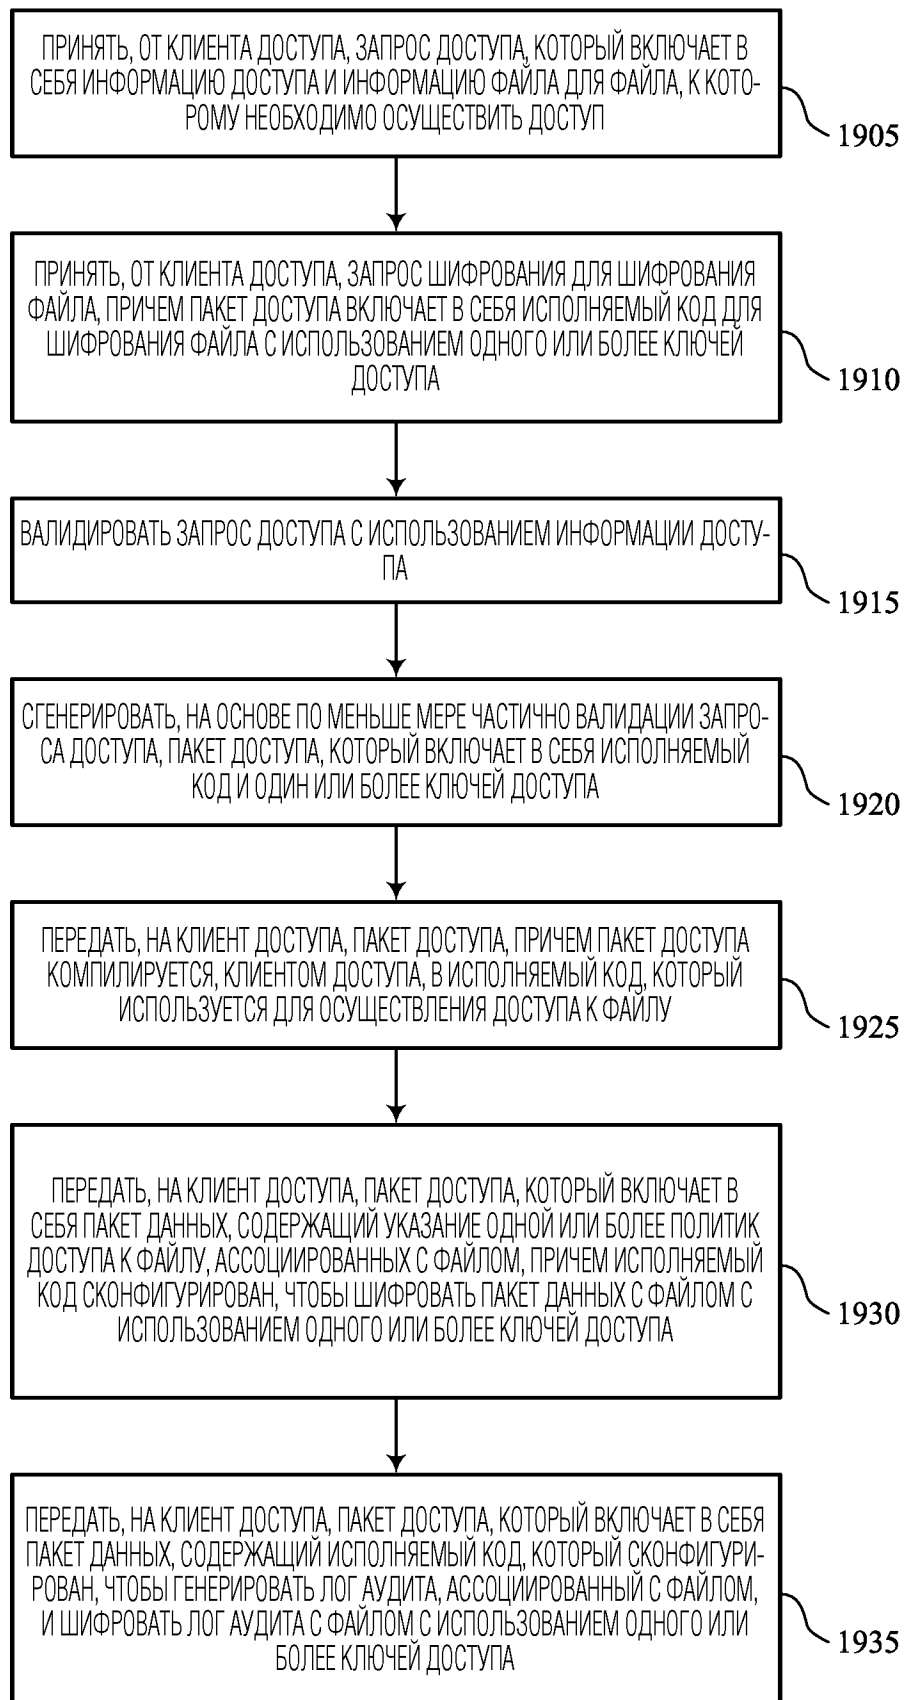 ПРИНЯТЬ, ОТ КЛИЕНТА ДОСТУПА, ЗАПРОС ДОСТУПА, КОТОРЫЙ ВКЛЮЧАЕТ В
СЕБЯ ИНФОРМАЦИЮ ДОСТУПА И ИНФОРМАЦИЮ ФАЙЛА ДЛЯ ФАЙЛА, К КОТО-
РОМУ НЕОБХОДИМО ОСУЩЕСТВИТЬ ДОСТУП
1905
ПРИНЯТЬ, ОТ КЛИЕНТА ДОСТУПА, ЗАПРОС ШИФРОВАНИЯ ДЛЯ ШИФРОВАНИЯ
ФАЙЛА, ПРИЧЕМ ПАКЕТ ДОСТУПА ВКЛЮЧАЕТ В СЕБЯ ИСПОЛНЯЕМЫЙ КОД ДЛЯ
ШИФРОВАНИЯ ФАЙЛА С ИСПОЛЬЗОВАНИЕМ ОДНОГО ИЛИ БОЛЕЕ КЛЮЧЕЙ
ДОСТУПА
1910
ВАЛИДИРОВАТЬ ЗАПРОС ДОСТУПА С ИСПОЛЬЗОВАНИЕМ ИНФОРМАЦИИ ДОСТУ-
ПА
1915
СГЕНЕРИРОВАТЬ, НА ОСНОВЕ ПО МЕНЬШЕ МЕРЕ ЧАСТИЧНО ВАЛИДАЦИИ ЗАПРО-
СА ДОСТУПА, ПАКЕТ ДОСТУПА, КОТОРЫЙ ВКЛЮЧАЕТ В СЕБЯ ИСПОЛНЯЕМЫЙ
КОД И ОДИН ИЛИ БОЛЕЕ КЛЮЧЕЙ ДОСТУПА
1920
ПЕРЕДАТЬ, НА КЛИЕНТ ДОСТУПА, ПАКЕТ ДОСТУПА, ПРИЧЕМ ПАКЕТ ДОСТУПА
КОМПИЛИРУЕТСЯ, КЛИЕНТОМ ДОСТУПА, В ИСПОЛНЯЕМЫЙ КОД, КОТОРЫЙ
ИСПОЛЬЗУЕТСЯ ДЛЯ ОСУЩЕСТВЛЕНИЯ ДОСТУПА К ФАЙЛУ
1925
ПЕРЕДАТЬ, НА КЛИЕНТ ДОСТУПА, ПАКЕТ ДОСТУПА, КОТОРЫЙ ВКЛЮЧАЕТ В
СЕБЯ ПАКЕТ ДАННЫХ, СОДЕРЖАЩИЙ УКАЗАНИЕ ОДНОЙ ИЛИ БОЛЕЕ ПОЛИТИК
ДОСТУПА К ФАЙЛУ, АССОЦИИРОВАННЫХ С ФАЙЛОМ, ПРИЧЕМ ИСПОЛНЯЕМЫЙ
КОД СКОНФИГУРИРОВАН, ЧТОБЫ ШИФРОВАТЬ ПАКЕТ ДАННЫХ С ФАЙЛОМ С
ИСПОЛЬЗОВАНИЕМ ОДНОГО ИЛИ БОЛЕЕ КЛЮЧЕЙ ДОСТУПА
1930
ПЕРЕДАТЬ, НА КЛИЕНТ ДОСТУПА, ПАКЕТ ДОСТУПА, КОТОРЫЙ ВКЛЮЧАЕТ В СЕБЯ
ПАКЕТ ДАННЫХ, СОДЕРЖАЩИЙ ИСПОЛНЯЕМЫЙ КОД, КОТОРЫЙ СКОНФИГУРИ-
РОВАН, ЧТОБЫ ГЕНЕРИРОВАТЬ ЛОГ АУДИТА, АССОЦИИРОВАННЫЙ С ФАЙЛОМ,
И ШИФРОВАТЬ ЛОГ АУДИТА С ФАЙЛОМ С ИСПОЛЬЗОВАНИЕМ ОДНОГО ИЛИ
БОЛЕЕ КЛЮЧЕЙ ДОСТУПА
1935